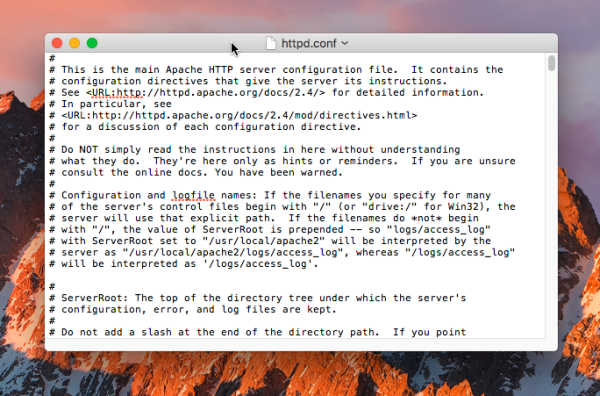 httpd.conf
#
# This is the main Apache HTTP server configuration file.  It contains the
# configuration directives that give the server its instructions.
# See <URL:http://httpd.apache.org/docs/2.4/> for detailed information.
# In particular, see
# <URL:http://httpd.apache.org/docs/2.4/mod/directives.html>
# for a discussion of each configuration directive.
#
# Do NOT simply read the instructions in here without understanding
# what they do.  They're here only as hints or reminders.  If you are unsure
# consult the online docs. You have been warned.
#
# Configuration and logfile names: If the filenames you specify for many
# of the server's control files begin with "/" (or "drive:/" for Win32), the
# server will use that explicit path.  If the filenames do *not* begin
# with "/", the value of ServerRoot is prepended -- so "logs/access_log"
# with ServerRoot set to "/usr/local/apache2" will be interpreted by the
# server as "/usr/local/apache2/logs/access_log", whereas "/logs/access_log"
# will be interpreted as '/logs/access_log'.
#
# ServerRoot: The top of the directory tree under which the server's
# configuration, error, and log files are kept.
#
# Do not add a slash at the end of the directory path.  If you point